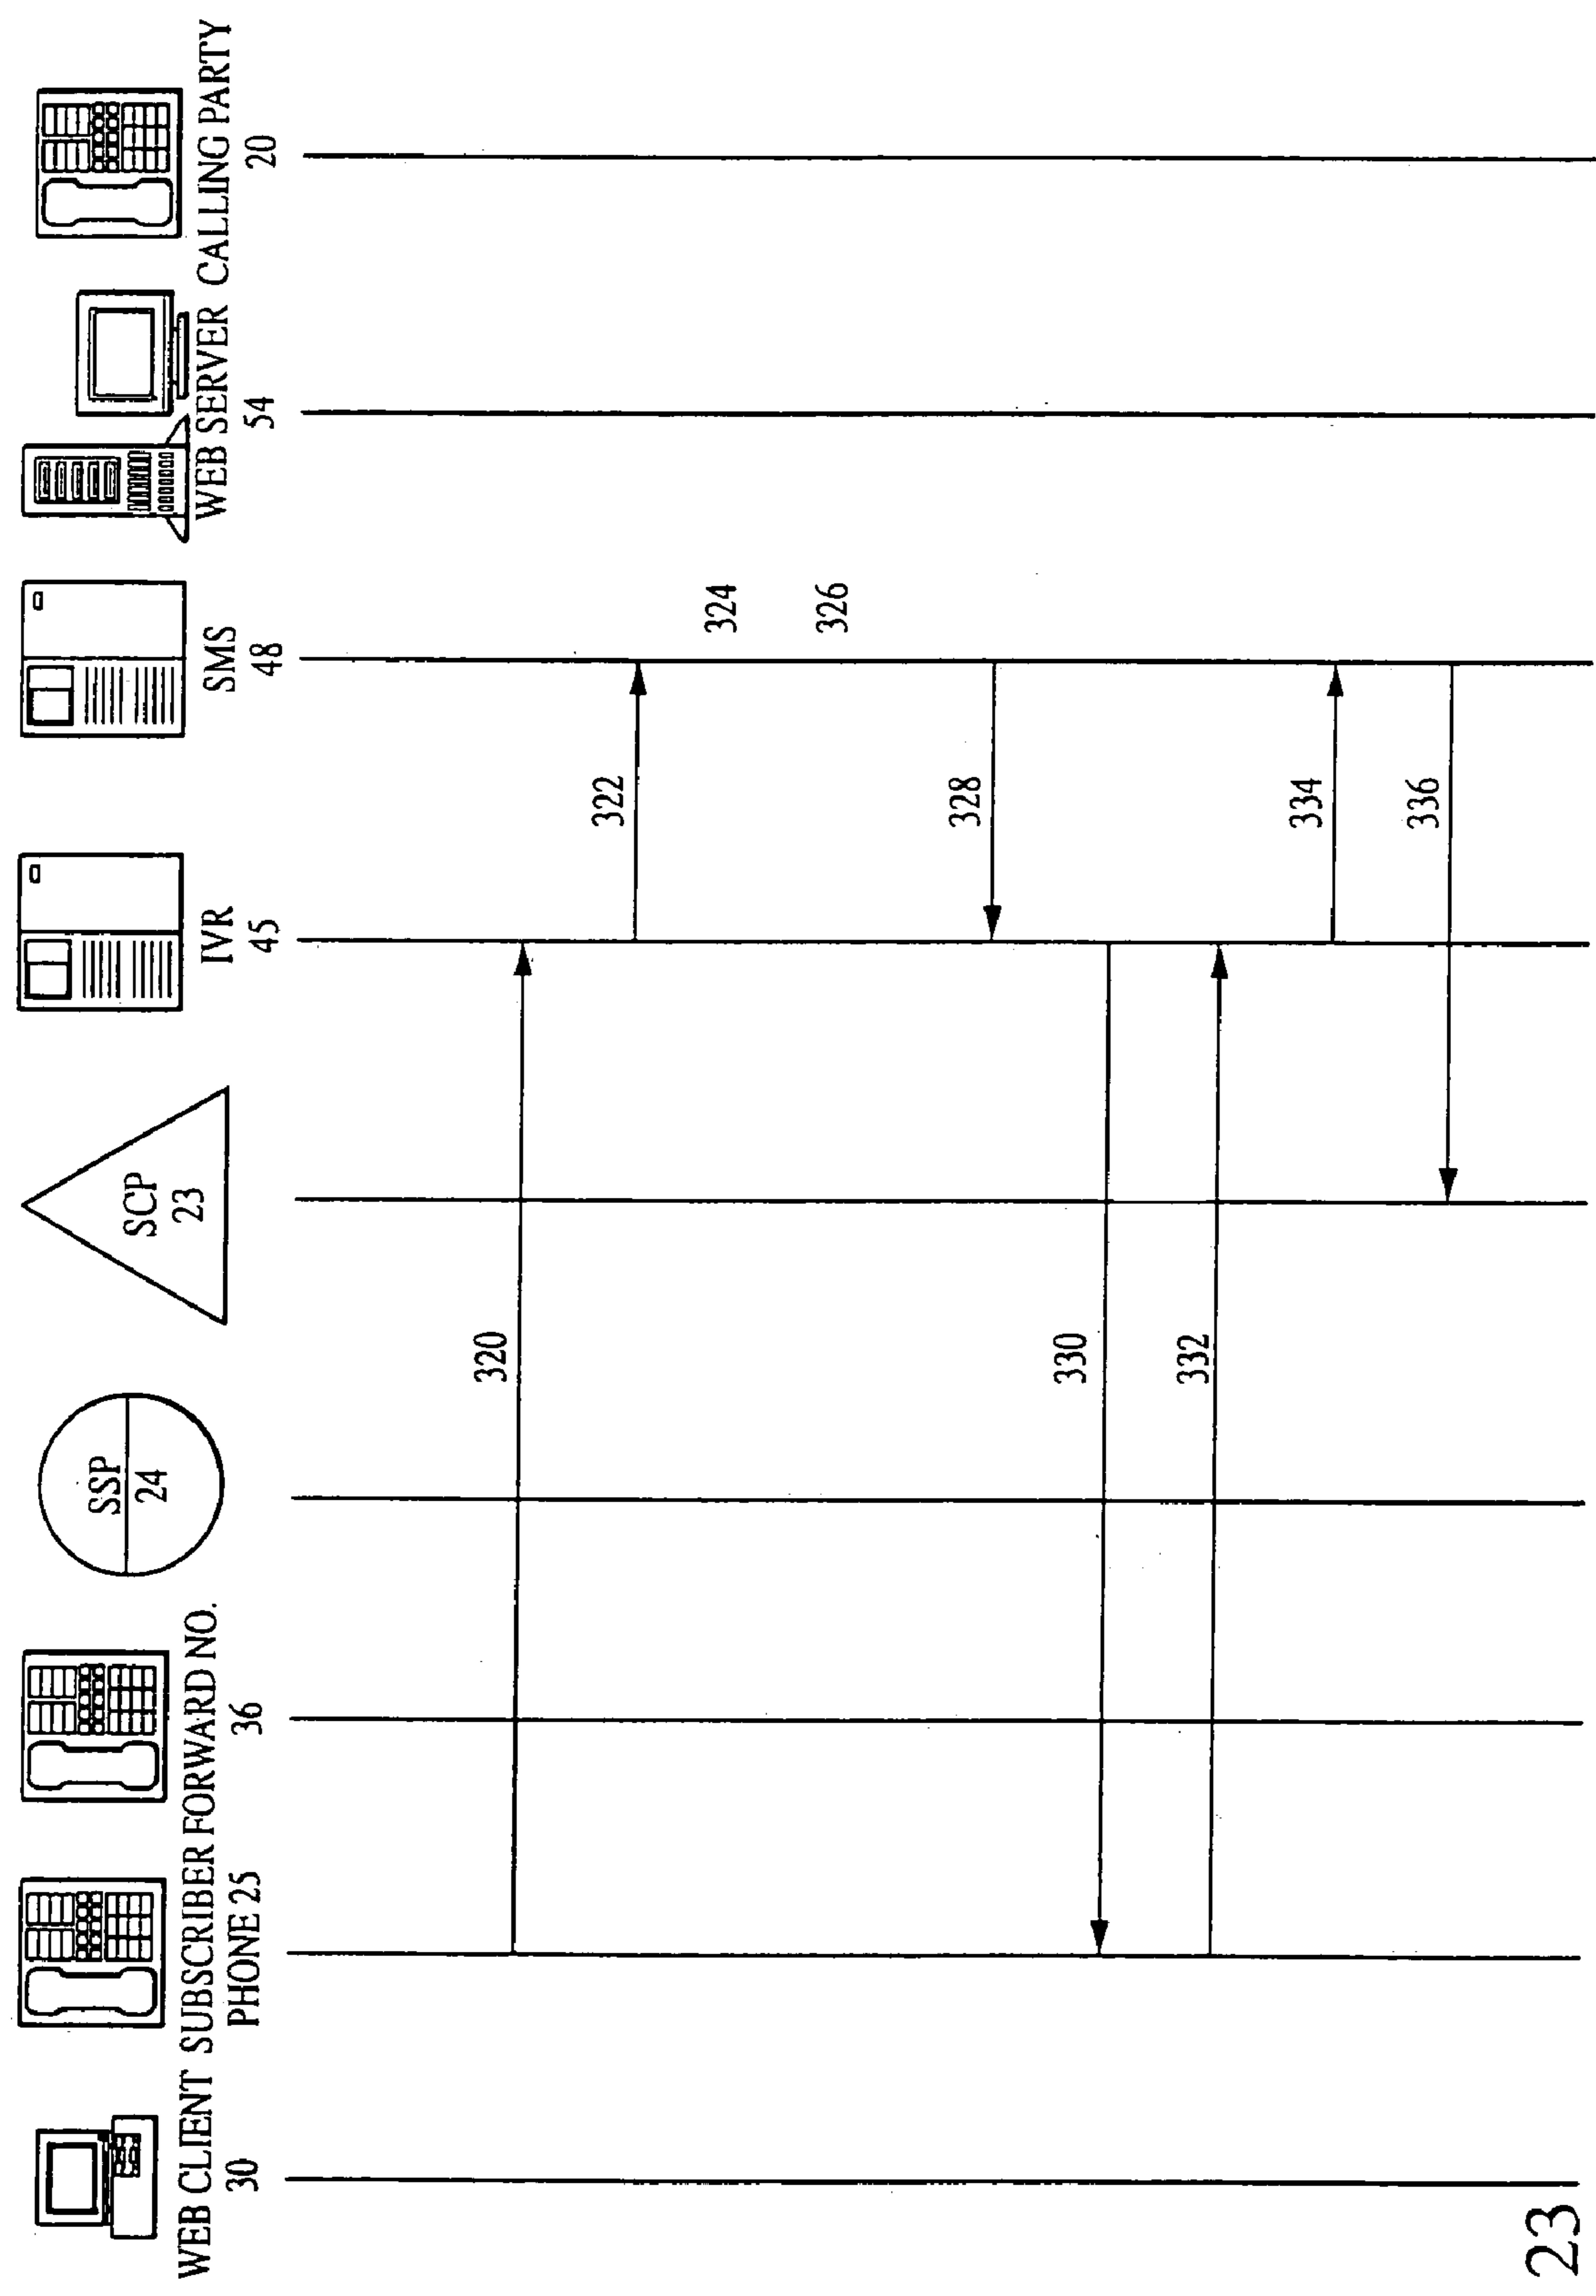 WEB CLIENT
30
SUBSCRIBER
PHONE 25
FORWARD NO.
36
SSP
24
SCP
23
IVR
45
SMS
48
WEB SERVER
54
CALLING PARTY
20
320
322
324
326
328
330
332
334
336
23